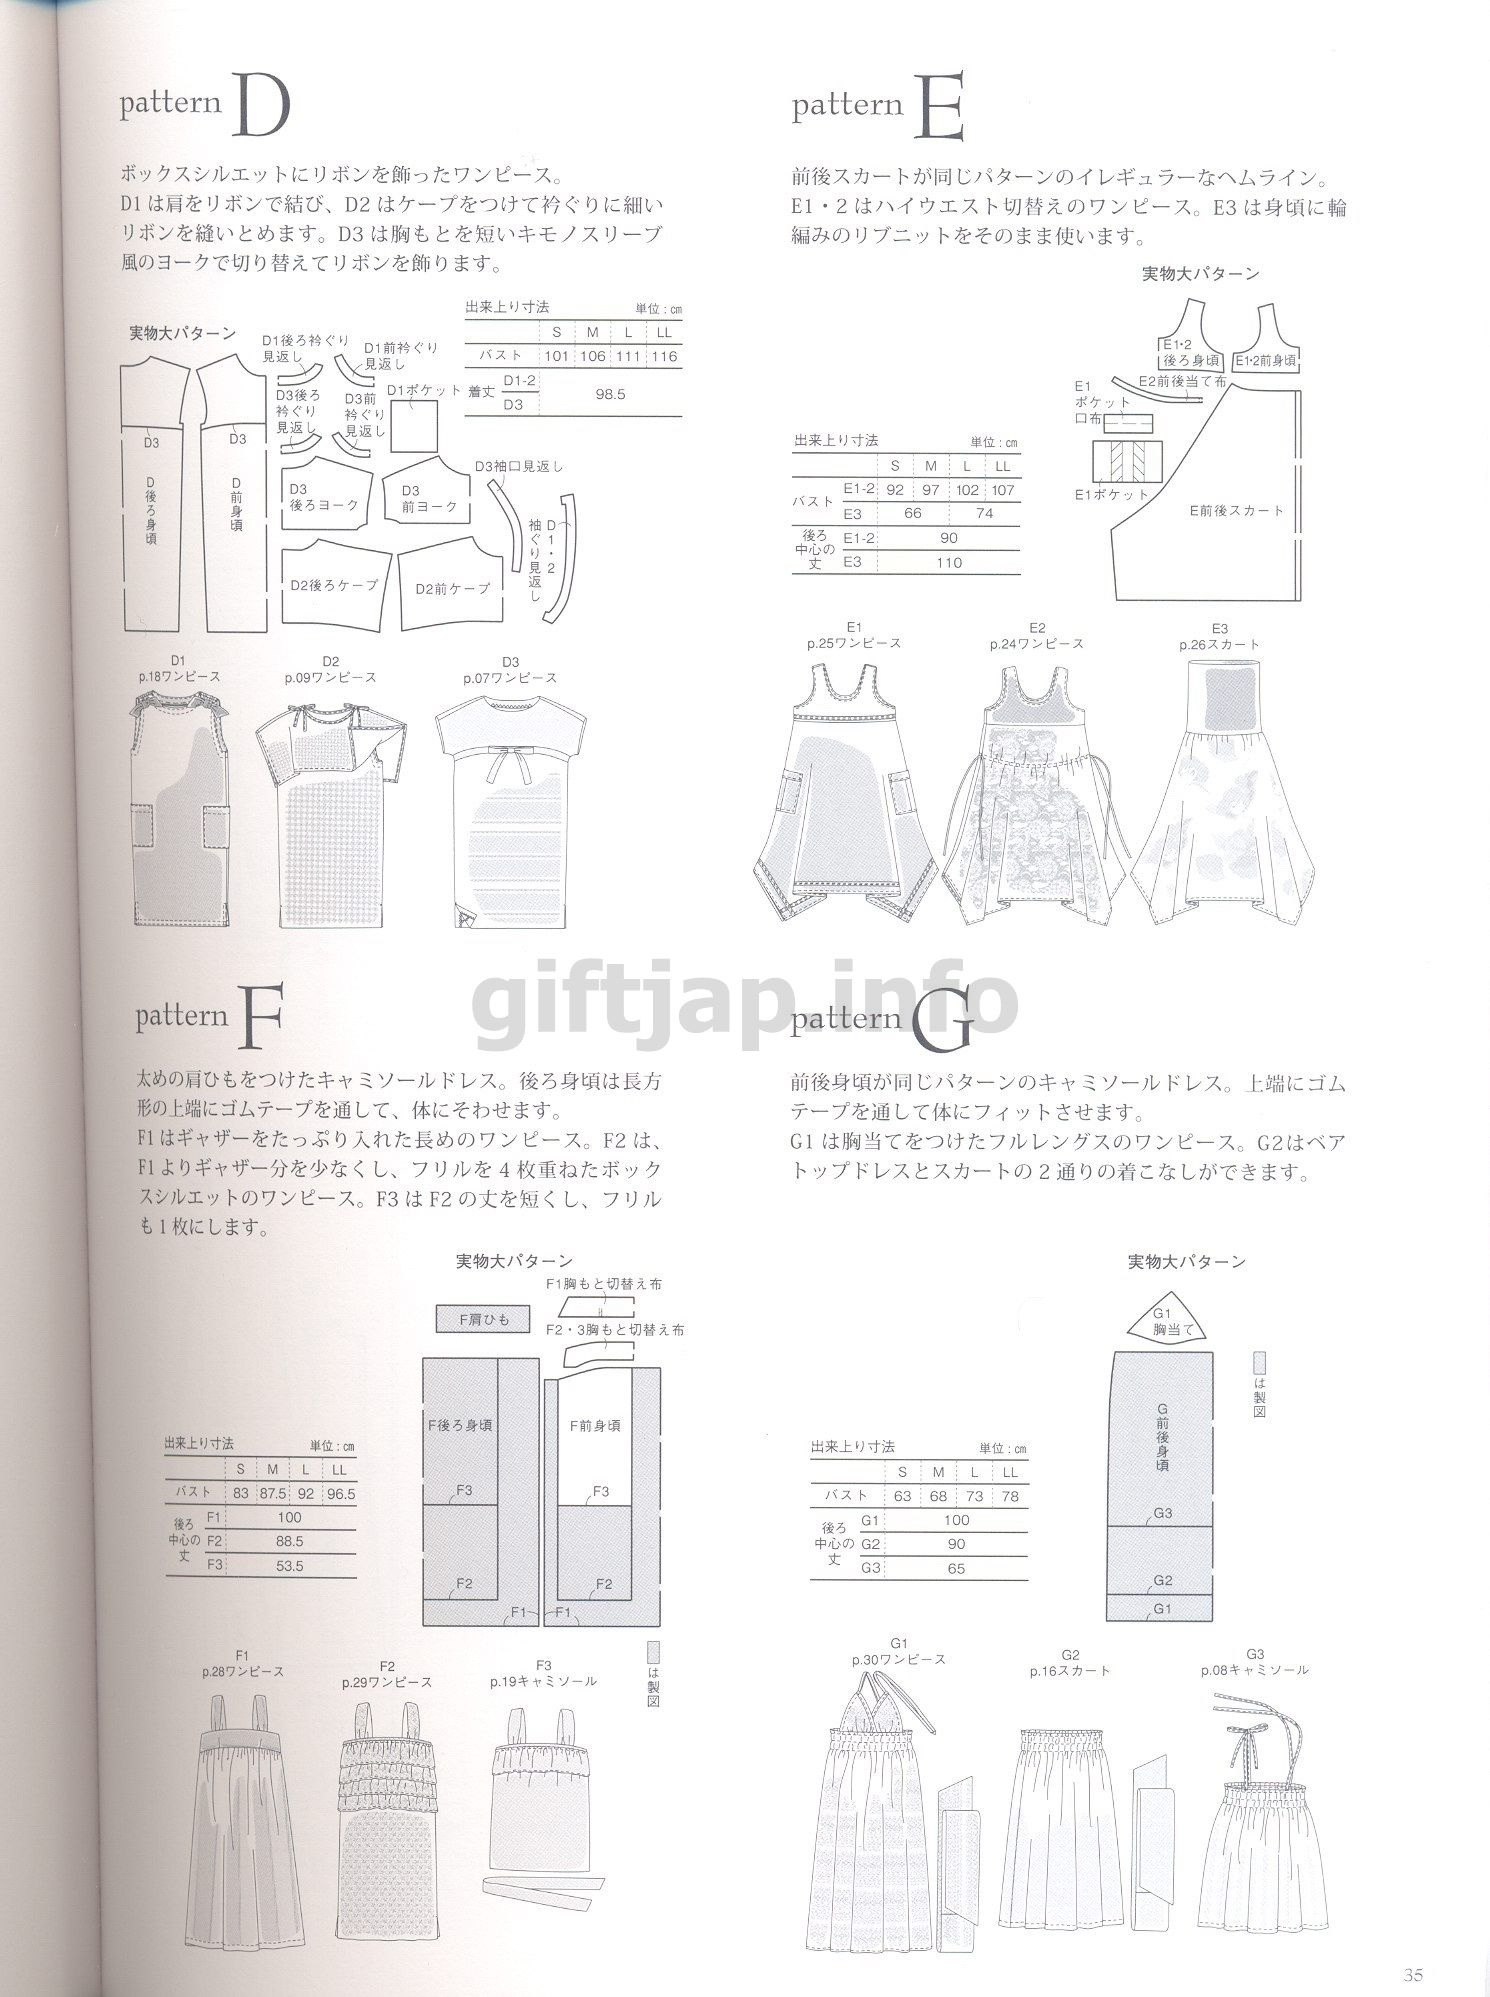 pattern D
ボックスシルエットにリボンを飾ったワンピース。
D1は肩をリボンで結び、D2はケープをつけて衿ぐりに細い
リボンを縫いとめます。D3は胸もとを短いキモノスリーブ
風のヨークで切り替えてリボンを飾ります。
実物大パターン
D1後ろ衿ぐり
見返し
D1前衿ぐり
見返し
D3後ろ
衿ぐり
見返し
D3前
衿ぐり
見返し
D1ポケット
D3
D3
D後ろ身頃
D前身頃
D3
後ろヨーク
D3
前ヨーク
D3袖口見返し
D1・2
袖ぐり見返し
D2後ろケープ
D2前ケープ
出来上り寸法 単位:㎝
S M L LL
バスト 101 106 111 116
着丈 D1-2 98.5
D3
D1
p.18ワンピース
D2
p.09ワンピース
D3
p.07ワンピース
pattern E
前後スカートが同じパターンのイレギュラーなヘムライン。
E1・2はハイウエスト切替えのワンピース。E3は身頃に輪
編みのリブニットをそのまま使います。
実物大パターン
E1・2
後ろ身頃
E1・2前身頃
E2前後当て布
E1
ポケット
口布
E1ポケット
E前後スカート
出来上り寸法 単位:㎝
S M L LL
バスト E1-2 92 97 102 107
E3 66 74
後ろ中心の丈 E1-2 90
E3 110
E1
p.25ワンピース
E2
p.24ワンピース
E3
p.26スカート
giftjap.info
pattern F
太めの肩ひもをつけたキャミソールドレス。後ろ身頃は長方
形の上端にゴムテープを通して、体にそわせます。
F1はギャザーをたっぷり入れた長めのワンピース。F2は、
F1よりギャザー分を少なくし、フリルを4枚重ねたボック
スシルエットのワンピース。F3はF2の丈を短くし、フリル
も1枚にします。
実物大パターン
F1胸もと切替え布
F肩ひも
F2・3胸もと切替え布
F後ろ身頃
F前身頃
F3
F3
F2
F2
F1
F1
は製図
出来上り寸法 単位:㎝
S M L LL
バスト 83 87.5 92 96.5
後ろ中心の丈 F1 100
F2 88.5
F3 53.5
F1
p.28ワンピース
F2
p.29ワンピース
F3
p.19キャミソール
pattern G
前後身頃が同じパターンのキャミソールドレス。上端にゴム
テープを通して体にフィットさせます。
G1は胸当てをつけたフルレングスのワンピース。G2はベア
トップドレスとスカートの2通りの着こなしができます。
実物大パターン
G1
胸当て
G前後身頃
G3
G2
G1
は製図
出来上り寸法 単位:㎝
S M L LL
バスト 63 68 73 78
後ろ中心の丈 G1 100
G2 90
G3 65
G1
p.30ワンピース
G2
p.16スカート
G3
p.08キャミソール
35